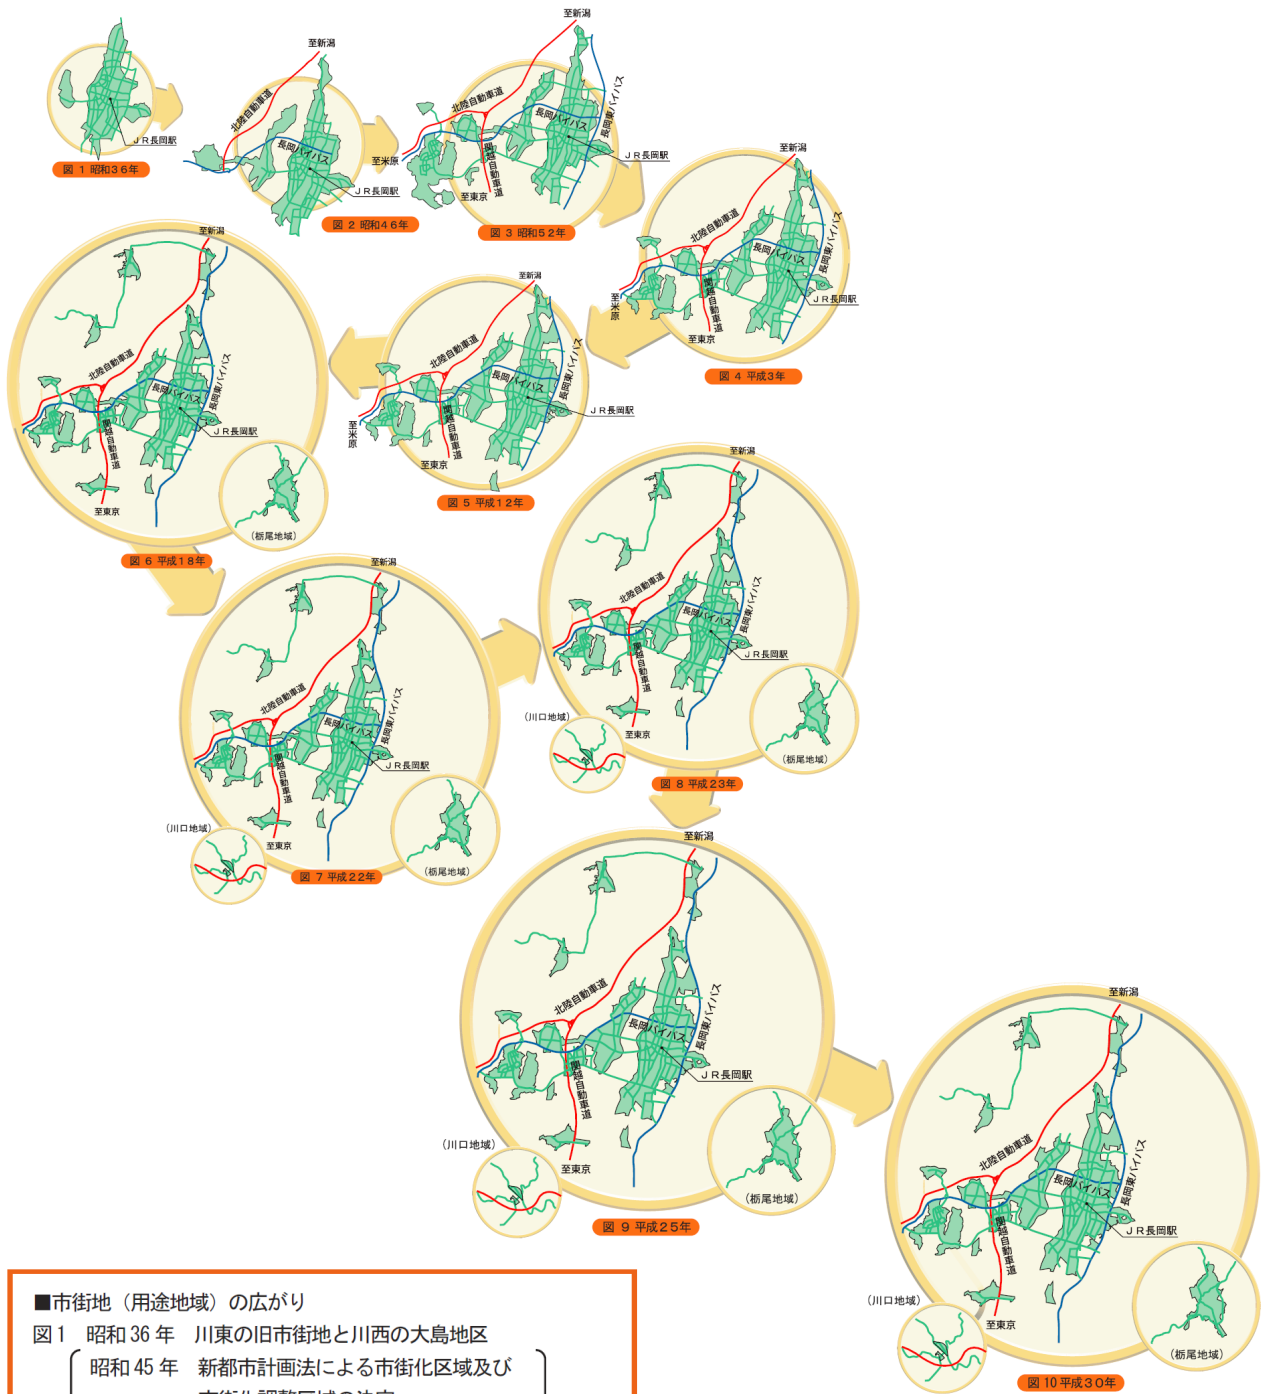 JR長岡駅
図1 昭和36年
至新潟
北陸自動車道
長岡バイパス
JR長岡駅
図2 昭和46年
至新潟
北陸自動車道
長岡バイパス
長岡東バイパス
関越自動車道
JR長岡駅
至米原
至東京
図3 昭和52年
至新潟
北陸自動車道
長岡バイパス
長岡東バイパス
関越自動車道
JR長岡駅
至米原
至東京
図4 平成3年
至新潟
北陸自動車道
長岡バイパス
長岡東バイパス
関越自動車道
JR長岡駅
至米原
至東京
図5 平成12年
至新潟
北陸自動車道
長岡バイパス
長岡東バイパス
関越自動車道
JR長岡駅
至東京
(栃尾地域)
図6 平成18年
至新潟
北陸自動車道
長岡バイパス
長岡東バイパス
関越自動車道
JR長岡駅
(川口地域)
至東京
(栃尾地域)
図7 平成22年
至新潟
北陸自動車道
長岡バイパス
長岡東バイパス
関越自動車道
JR長岡駅
(川口地域)
至東京
(栃尾地域)
図8 平成23年
至新潟
北陸自動車道
長岡バイパス
長岡東バイパス
関越自動車道
JR長岡駅
(川口地域)
至東京
(栃尾地域)
図9 平成25年
至新潟
北陸自動車道
長岡バイパス
長岡東バイパス
関越自動車道
JR長岡駅
(川口地域)
至東京
(栃尾地域)
図10平成30年
■市街地（用途地域）の広がり
図1 昭和36年 川東の旧市街地と川西の大島地区
昭和45年 新都市計画法による市街化区域及び